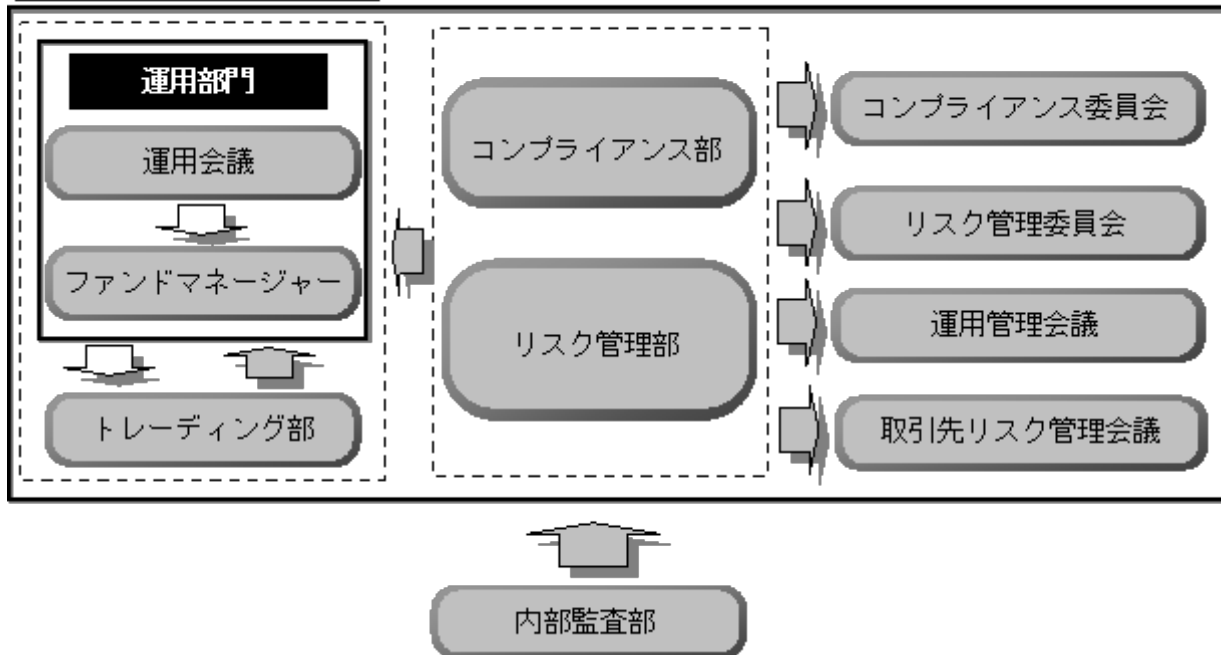 運用部門
運用会議
ファンドマネージャー
トレーディング部
コンプライアンス部
リスク管理部
コンプライアンス委員会
リスク管理委員会
運用管理会議
取引先リスク管理会議
内部監査部